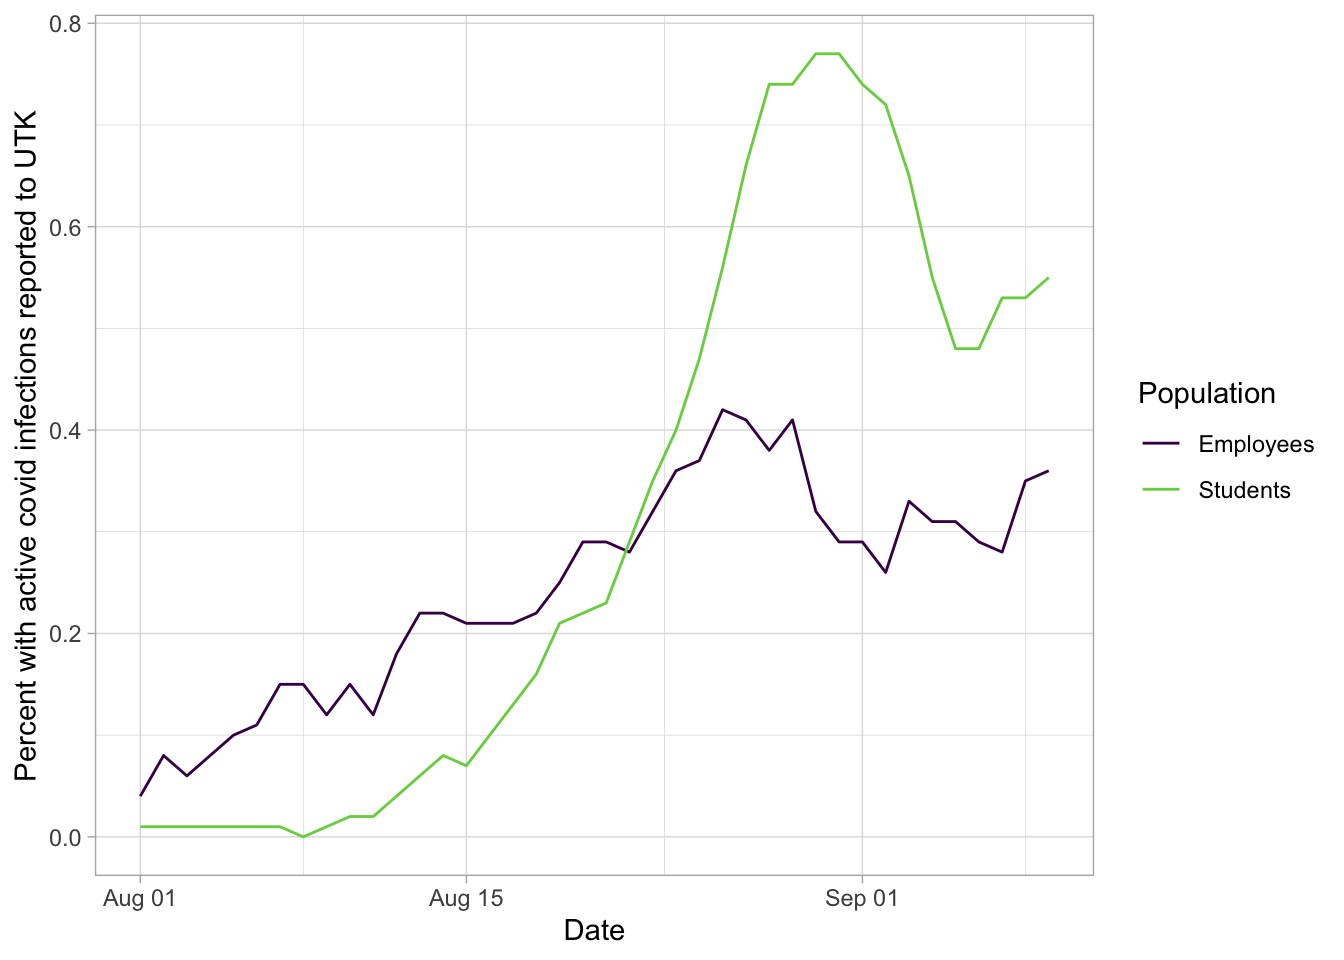 Percent with active covid infections reported to UTK
0.8
0.6
0.4
0.2
0.0
Aug 01
Aug 15
Sep 01
Date
Population
Employees
Students